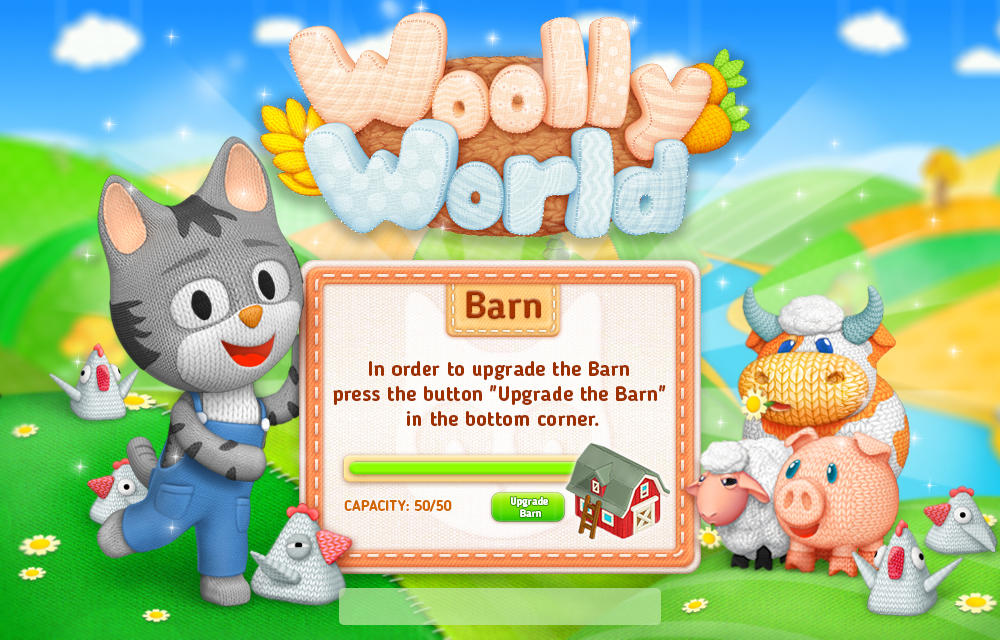 Woolly
World
Barn
In order to upgrade the Barn
press the button "Upgrade the Barn"
in the bottom corner.
CAPACITY: 50/50
Upgrade
Barn